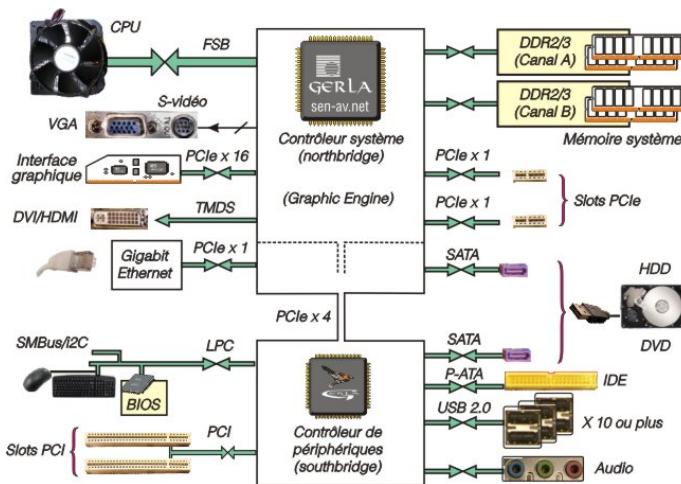 CPU
FSB
GERLA
sen-av.net
Contrôleur système
(northbridge)
(Graphic Engine)
DDR2/3
(Canal A)
DDR2/3
(Canal B)
Mémoire système
S-vidéo
VGA
Interface
graphique
PCIe x 16
DVI/HDMI
TMDS
Gigabit
Ethernet
PCIe x 1
PCIe x 1
PCIe x 1
Slots PCIe
SATA
HDD
DVD
PCIe x 4
SMBus/i2C
LPC
BIOS
Slots PCI
PCI
Contrôleur de
périphériques
(southbridge)
SATA
P-ATA
IDE
USB 2.0
X 10 ou plus
Audio